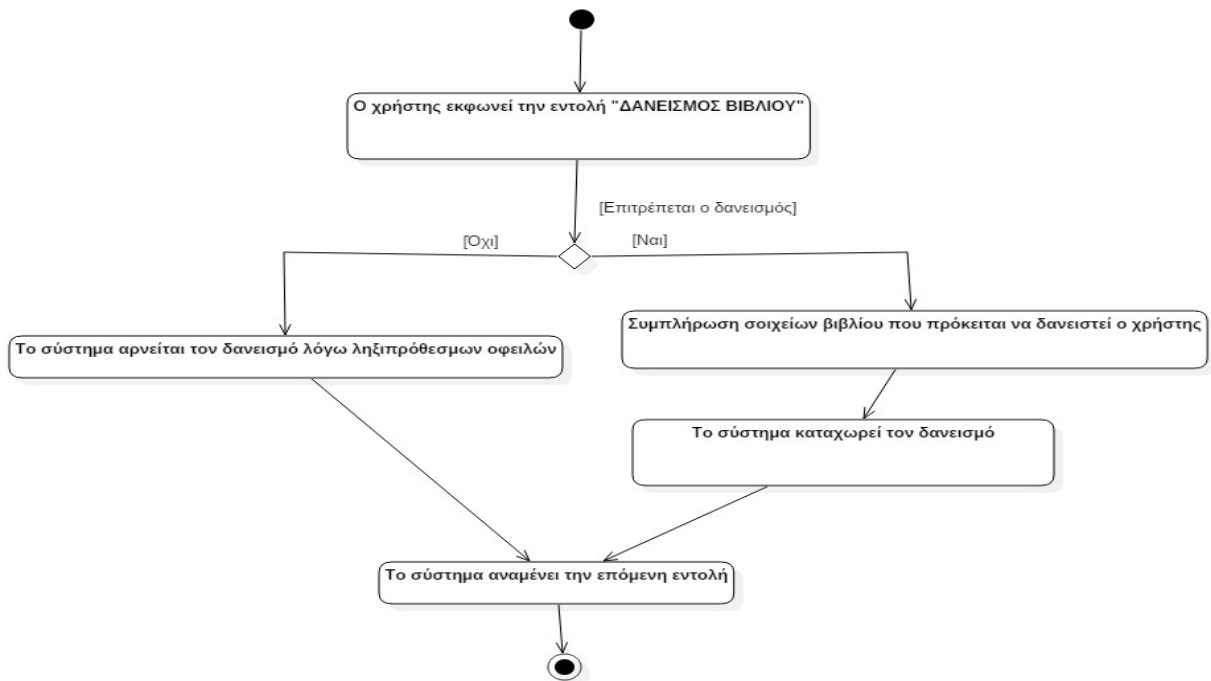 Ο χρήστης εκφωνεί την εντολή "ΔΑΝΕΙΣΜΟΣ ΒΙΒΛΙΟΥ"
[Επιτρέπεται ο δανεισμός]
[Όχι]
[Ναι]
Συμπλήρωση σοιχείων βιβλίου που πρόκειται να δανειστεί ο χρήστης
Το σύστημα αρνείται τον δανεισμό λόγω ληξιπρόθεσμων οφειλών
Το σύστημα καταχωρεί τον δανεισμό
Το σύστημα αναμένει την επόμενη εντολή